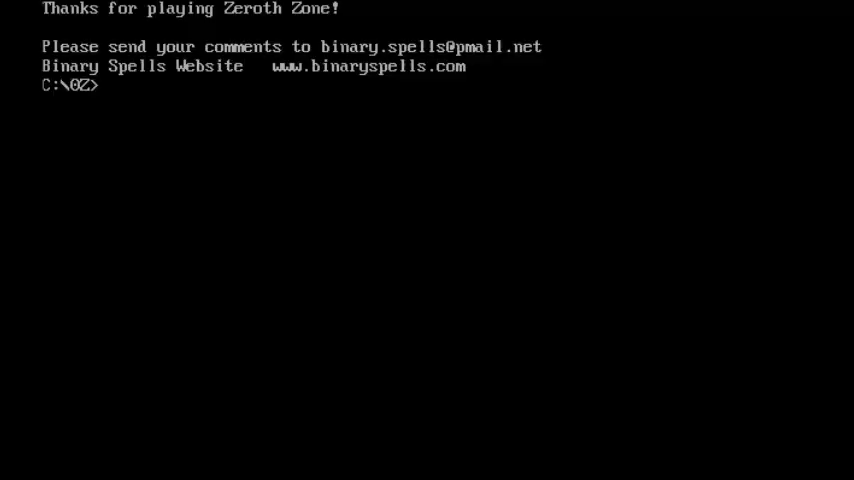 Thanks for playing Zeroth Zone!
Please send your comments to binary.spells@pmail.net
Binary Spells Website   www.binaryspells.com
C:\0Z>